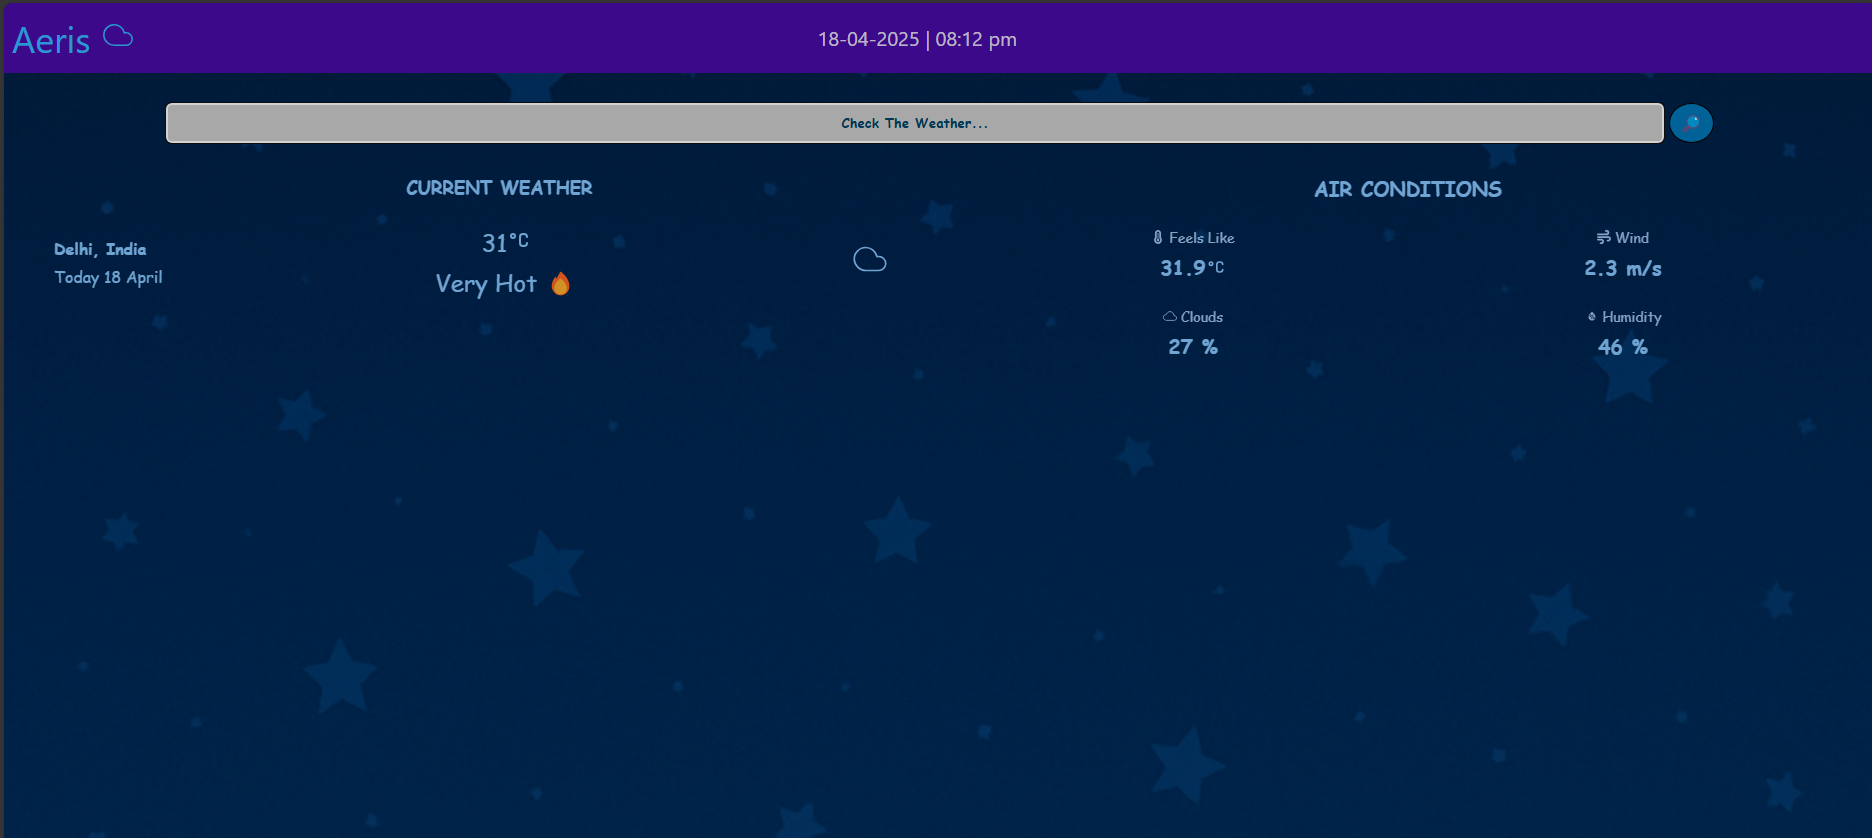 Aeris
18-04-2025 | 08:12 pm
Check The Weather...
CURRENT WEATHER
Delhi, India
Today 18 April
31°C
Very Hot 🔥
AIR CONDITIONS
Feels Like
31.9°C
Wind
2.3 m/s
Clouds
27 %
Humidity
46 %